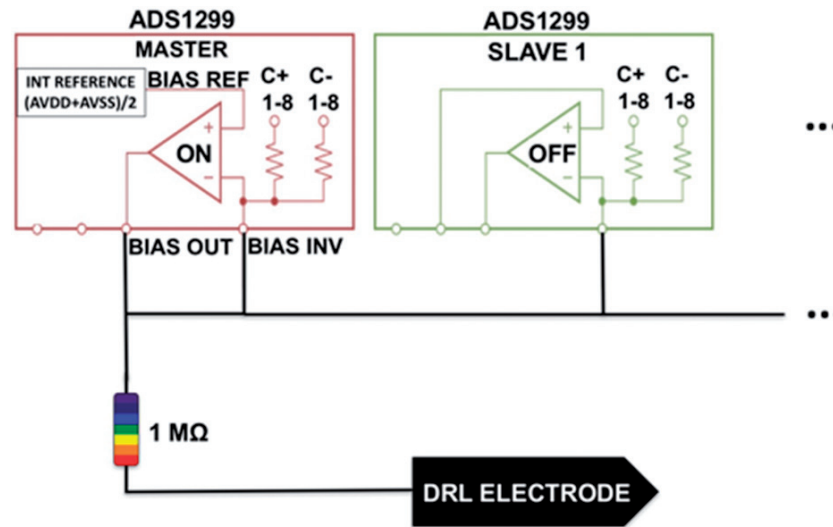 ADS1299
MASTER
INT REFERENCE
(AVDD+AVSS)/2
BIAS REF
C+
1-8
C-
1-8
+
ON
-
BIAS OUT
BIAS INV
ADS1299
SLAVE 1
C+
1-8
C-
1-8
+
OFF
-
1 MΩ
DRL ELECTRODE